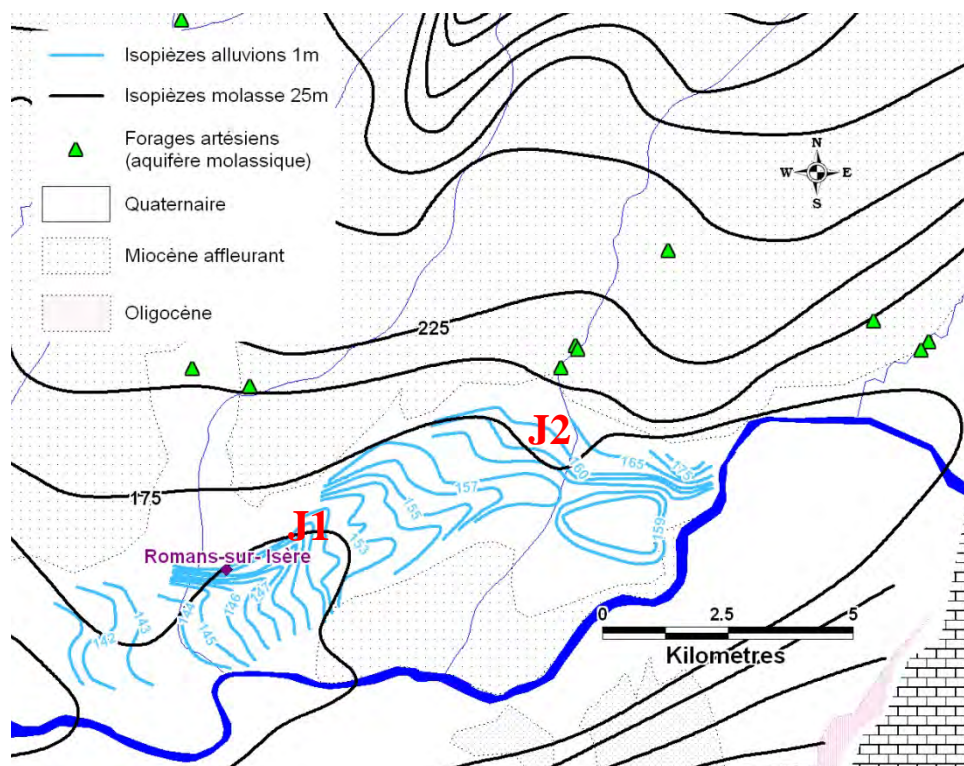 Isopièzes alluvions 1m
Isopièzes molasse 25m
Forages artésiens
(aquifère molassique)
Quaternaire
Miocène affleurant
Oligocène
N
W E
S
225
J2
165
175
160
157
155
159
175
J1
153
Romans-sur- Isère
144
146
147
143
142
145
0 2.5 5
Kilometres